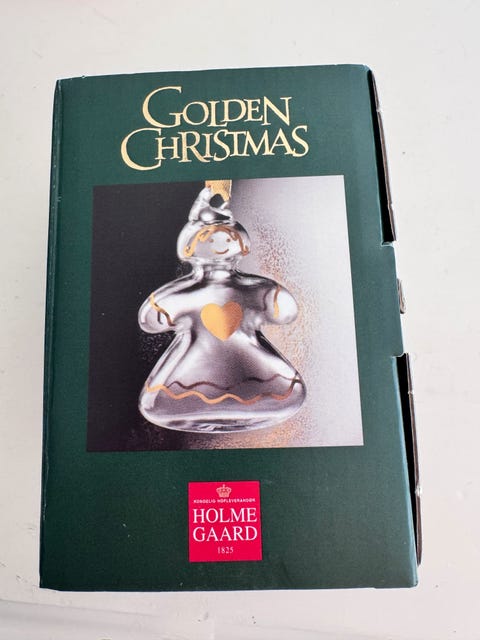 GOLDEN
CHRISTMAS
KONGELIG HOFLEVERANDØR
HOLME
GAARD
1825